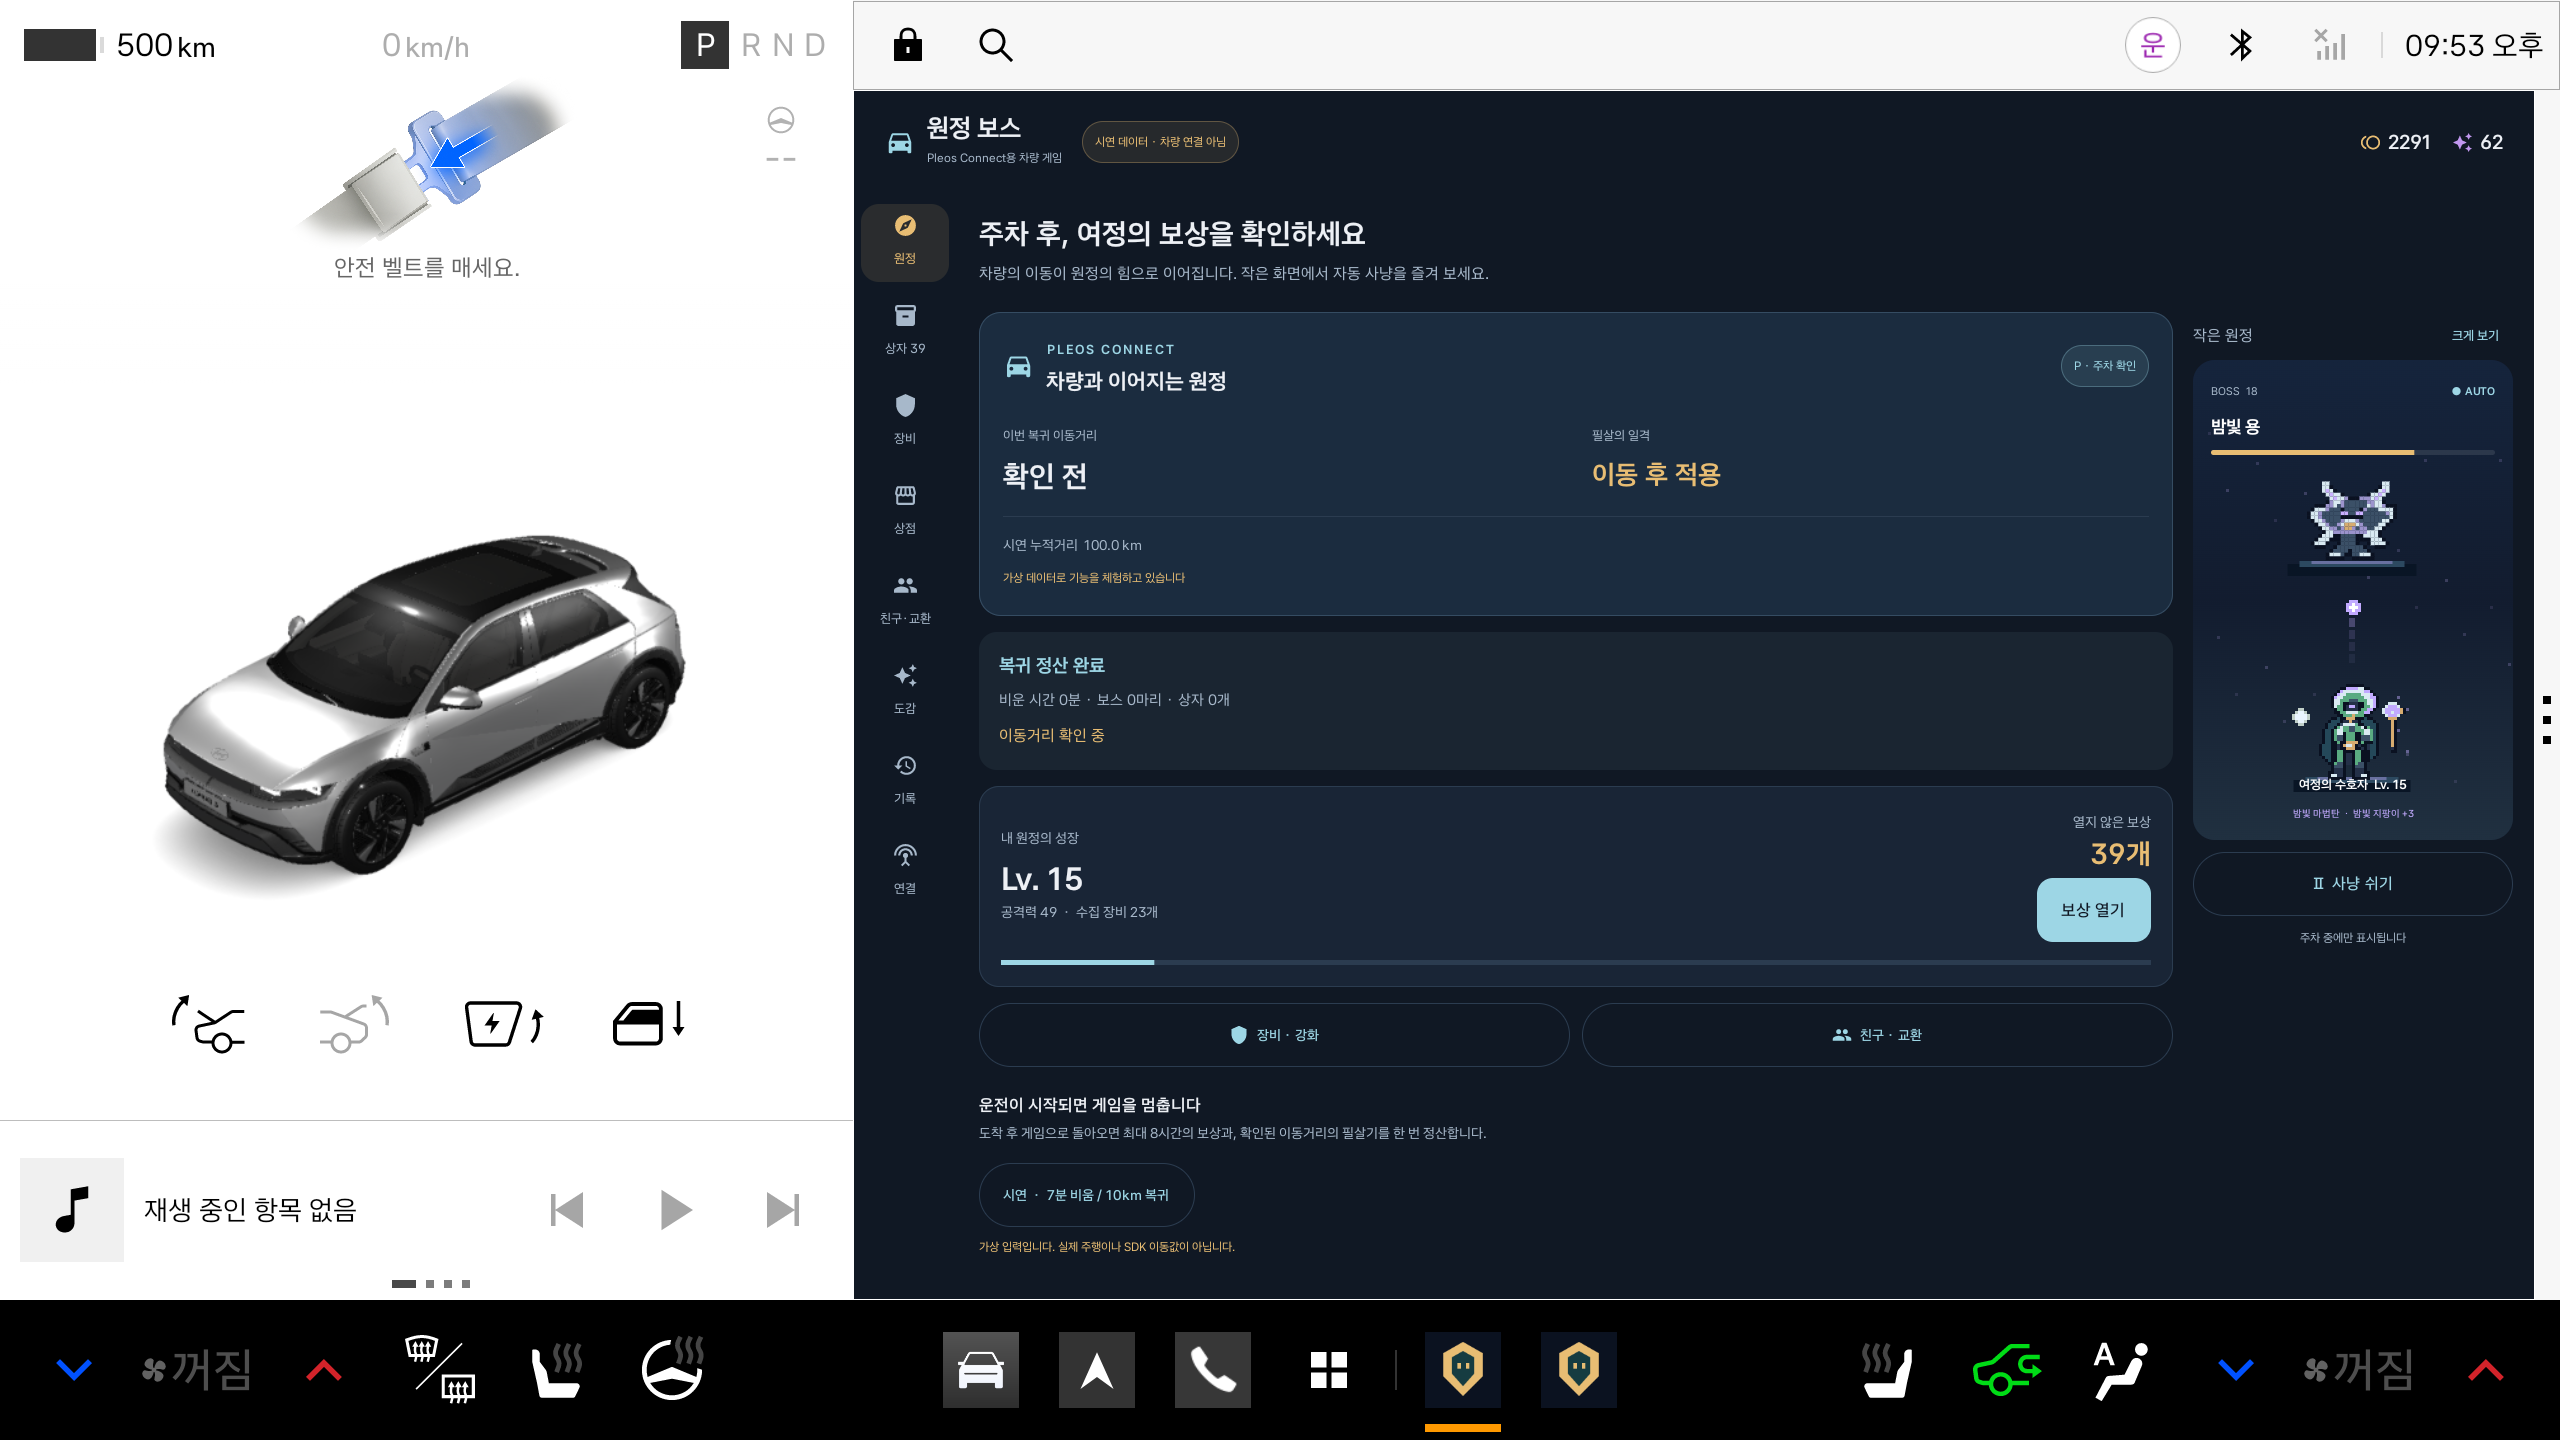 500 km
0 km/h
P R N D
운
09:53 오후
안전 벨트를 매세요.
재생 중인 항목 없음
원정 보스
Pleos Connect용 차량 게임
시연 데이터 · 차량 연결 아님
2291
62
원정
상자 39
장비
상점
친구·교환
도감
기록
연결
주차 후, 여정의 보상을 확인하세요
차량의 이동이 원정의 힘으로 이어집니다. 작은 화면에서 자동 사냥을 즐겨 보세요.
PLEOS CONNECT
차량과 이어지는 원정
P · 주차 확인
이번 복귀 이동거리
확인 전
필살의 일격
이동 후 적용
시연 누적거리 100.0 km
가상 데이터로 기능을 체험하고 있습니다
복귀 정산 완료
비운 시간 0분 · 보스 0마리 · 상자 0개
이동거리 확인 중
내 원정의 성장
Lv. 15
공격력 49 · 수집 장비 23개
열지 않은 보상
39개
보상 열기
장비 · 강화
친구 · 교환
운전이 시작되면 게임을 멈춥니다
도착 후 게임으로 돌아오면 최대 8시간의 보상과, 확인된 이동거리의 필살기를 한 번 정산합니다.
시연 · 7분 비움 / 10km 복귀
가상 입력입니다. 실제 주행이나 SDK 이동값이 아닙니다.
작은 원정
크게 보기
BOSS 18
AUTO
밤빛 용
여정의 수호자 Lv. 15
밤빛 마법탄 · 밤빛 지팡이 +3
사냥 쉬기
주차 중에만 표시됩니다
꺼짐
A
꺼짐